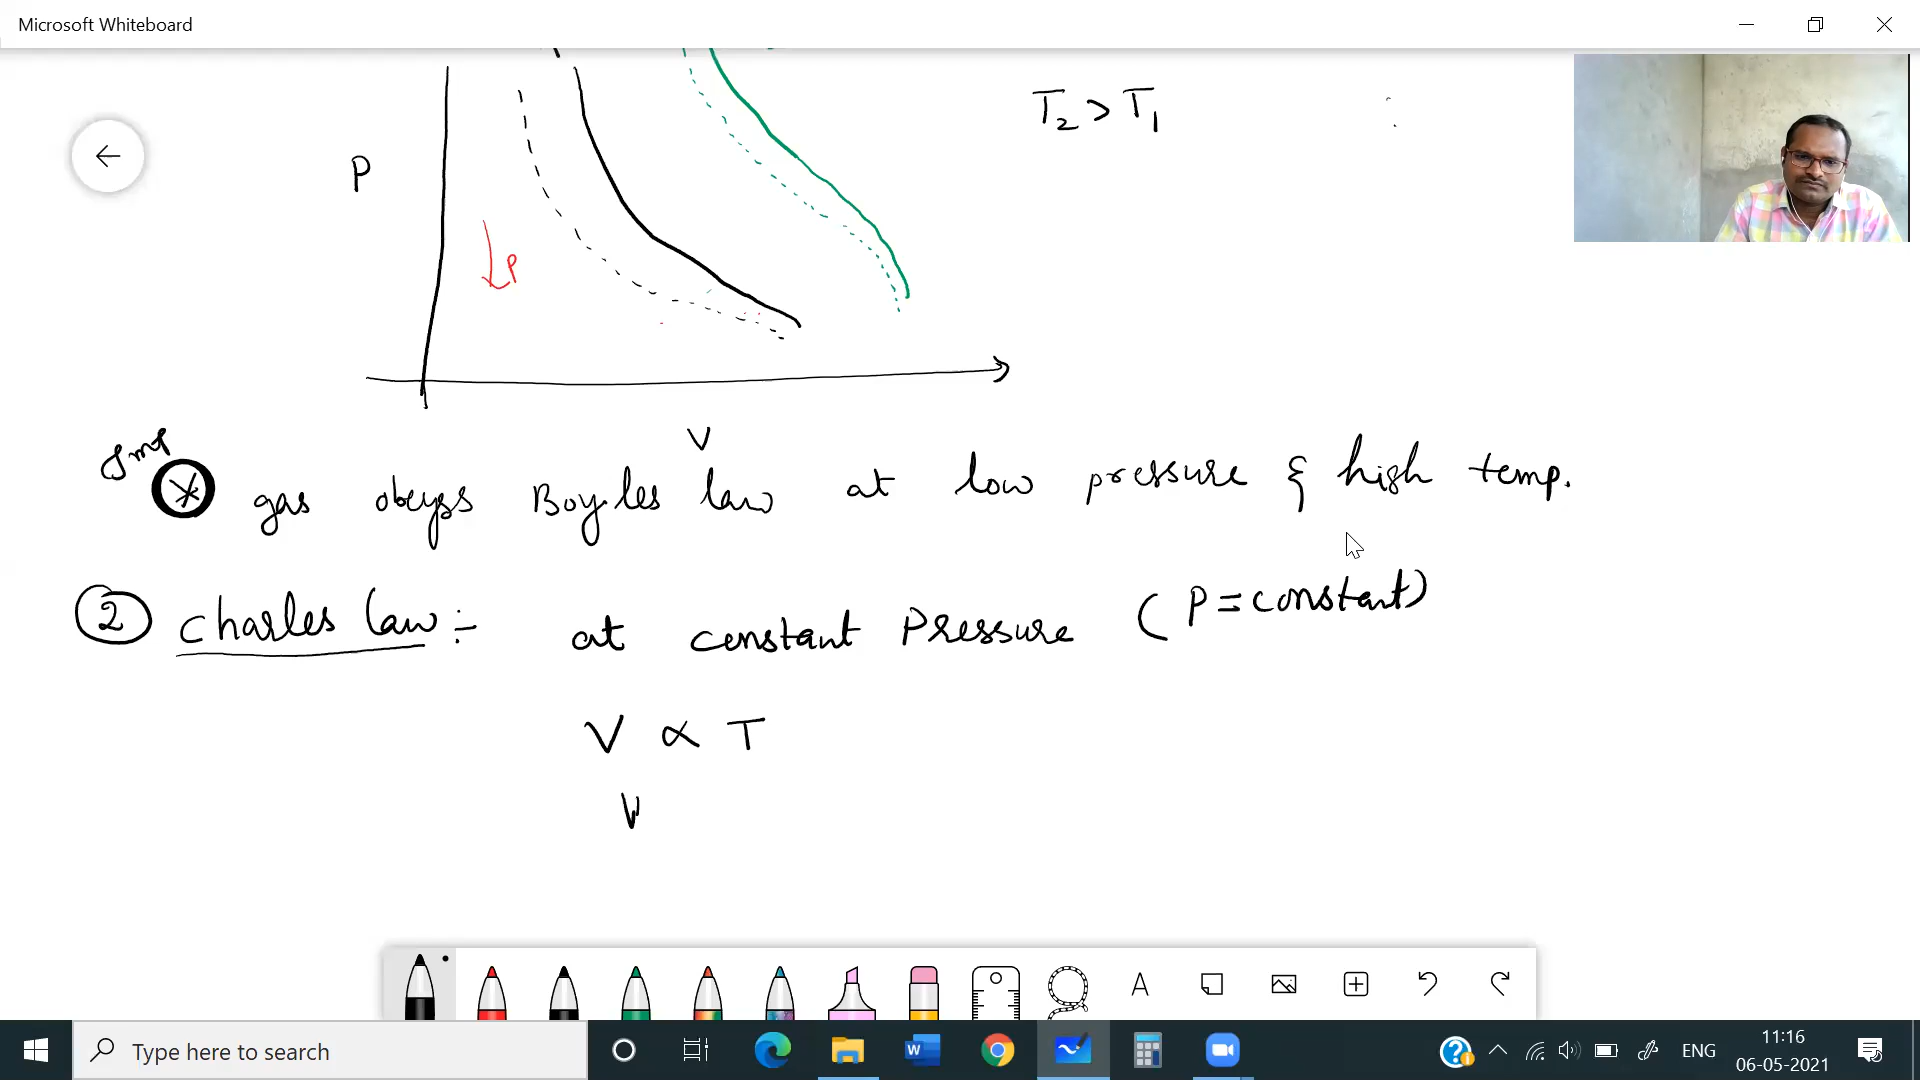 Microsoft Whiteboard
T2 > T1
P
P
V
Imp
gas obeyss Boyles law at low pressure & high temp.
2 Charles law :- at constant Pressure (P = constant)
V ∝ T
V
A
Type here to search
W
ENG
11:16
06-05-2021